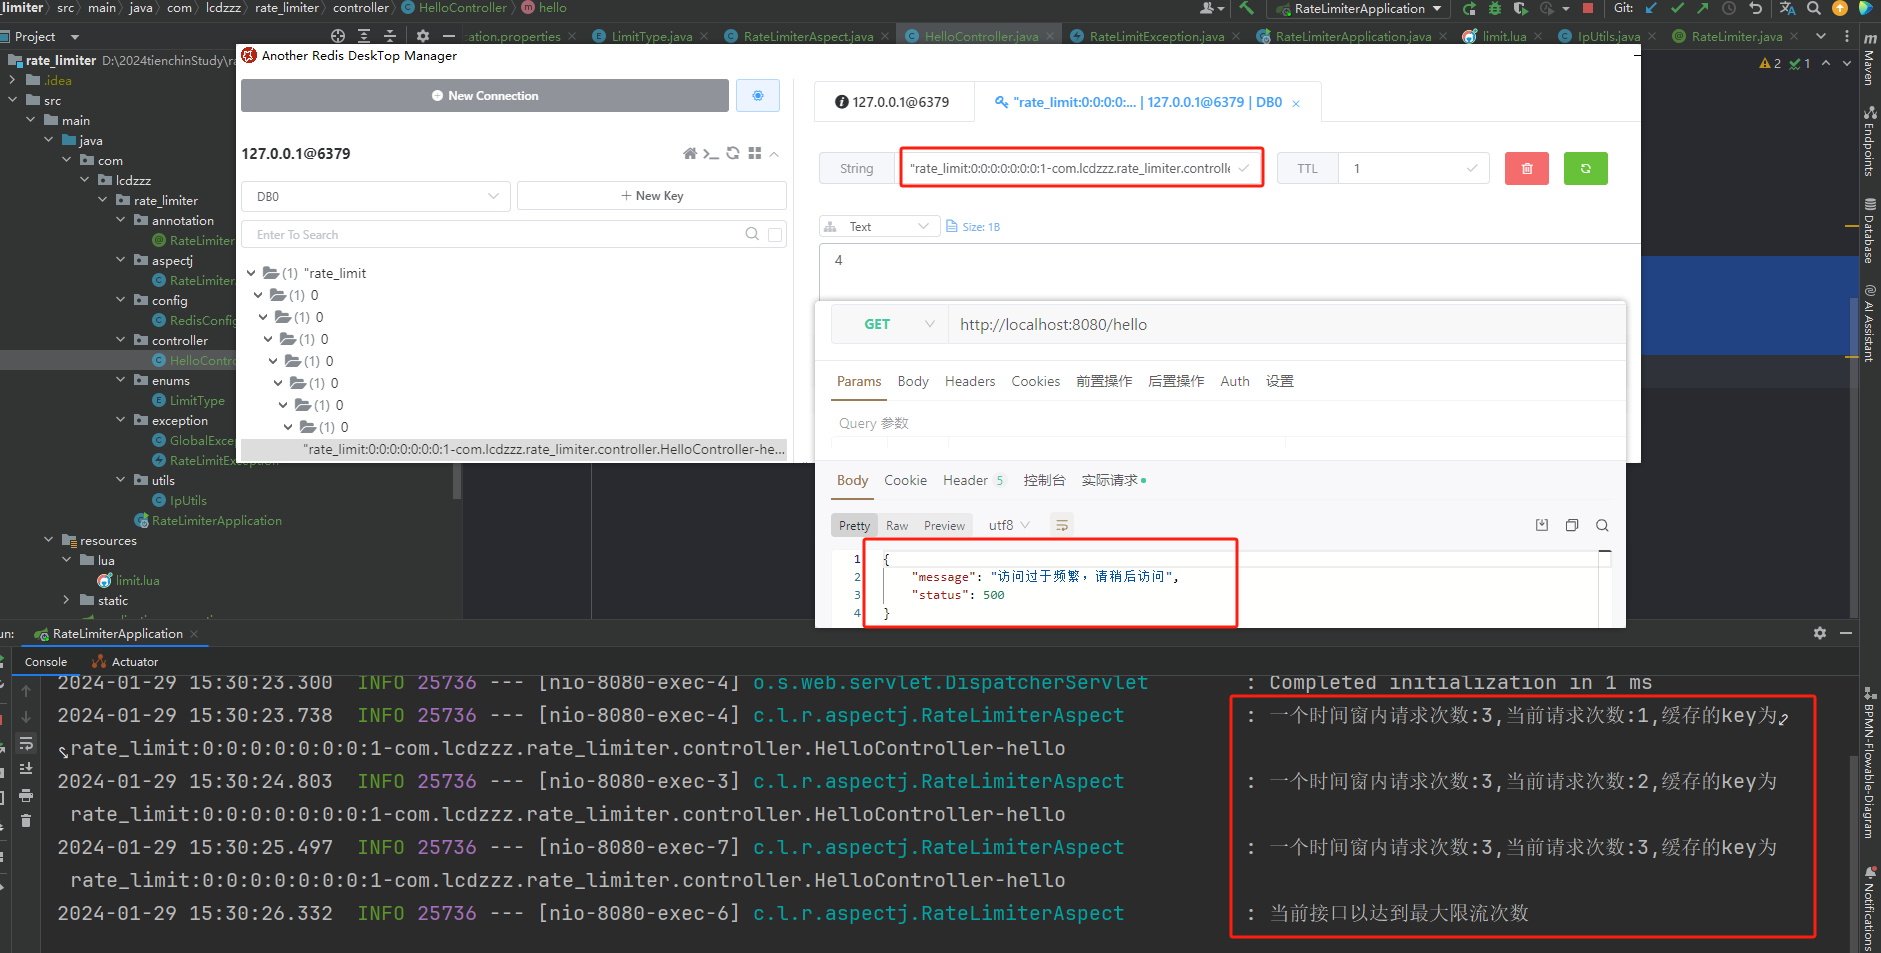 _limiter › src › main › java › com › lcdzzz › rate_limiter › controller › HelloController › hello
RateLimiterApplication
Git:
Project
ation.properties
LimitType.java
RateLimiterAspect.java
HelloController.java
RateLimitException.java
RateLimiterApplication.java
limit.lua
IpUtils.java
RateLimiter.java
rate_limiter D:\2024tienchinStudy\ra
.idea
src
main
java
com
lcdzzz
rate_limiter
annotation
RateLimiter
aspectj
RateLimiter
config
RedisConfig
controller
HelloContro
enums
LimitType
exception
GlobalExce
RateLimitException
utils
IpUtils
RateLimiterApplication
resources
lua
limit.lua
static
Another Redis DeskTop Manager
New Connection
127.0.0.1@6379
DB0
+ New Key
Enter To Search
(1) "rate_limit
(1) 0
(1) 0
(1) 0
(1) 0
(1) 0
(1) 0
(1) 0
"rate_limit:0:0:0:0:0:0:0:1-com.lcdzzz.rate_limiter.controller.HelloController-he...
127.0.0.1@6379
"rate_limit:0:0:0:0:... | 127.0.0.1@6379 | DB0 ×
String
"rate_limit:0:0:0:0:0:0:0:1-com.lcdzzz.rate_limiter.controlle
TTL
1
Text
Size: 1B
4
GET
http://localhost:8080/hello
Params Body Headers Cookies 前置操作 后置操作 Auth 设置
Query 参数
Body Cookie Header 5 控制台 实际请求
Pretty Raw Preview utf8
1 {
2 "message": "访问过于频繁，请稍后访问",
3 "status": 500
4 }
2 1
Maven
Endpoints
Database
AI Assistant
BPMN-Flowable-Diagram
Notifications
un: RateLimiterApplication ×
Console Actuator
2024-01-29 15:30:23.300 INFO 25736 --- [nio-8080-exec-4] o.s.web.servlet.DispatcherServlet : Completed initialization in 1 ms
2024-01-29 15:30:23.738 INFO 25736 --- [nio-8080-exec-4] c.l.r.aspectj.RateLimiterAspect : 一个时间窗内请求次数:3,当前请求次数:1,缓存的key为
rate_limit:0:0:0:0:0:0:0:1-com.lcdzzz.rate_limiter.controller.HelloController-hello
2024-01-29 15:30:24.803 INFO 25736 --- [nio-8080-exec-3] c.l.r.aspectj.RateLimiterAspect : 一个时间窗内请求次数:3,当前请求次数:2,缓存的key为
rate_limit:0:0:0:0:0:0:0:1-com.lcdzzz.rate_limiter.controller.HelloController-hello
2024-01-29 15:30:25.497 INFO 25736 --- [nio-8080-exec-7] c.l.r.aspectj.RateLimiterAspect : 一个时间窗内请求次数:3,当前请求次数:3,缓存的key为
rate_limit:0:0:0:0:0:0:0:1-com.lcdzzz.rate_limiter.controller.HelloController-hello
2024-01-29 15:30:26.332 INFO 25736 --- [nio-8080-exec-6] c.l.r.aspectj.RateLimiterAspect : 当前接口以达到最大限流次数